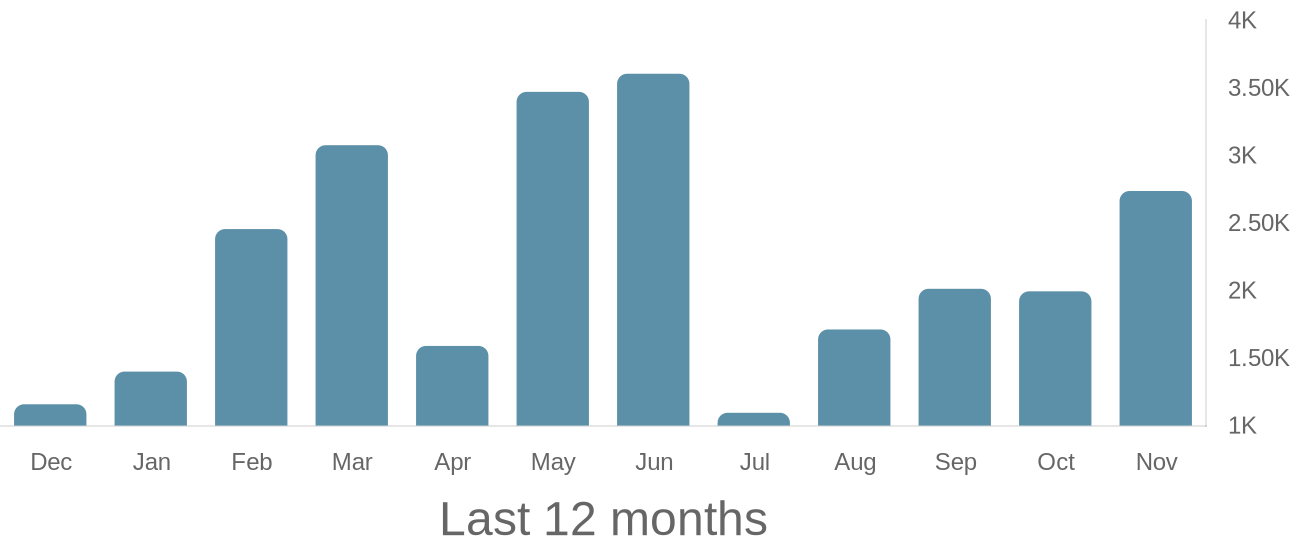 4K
3.50K
3K
2.50K
2K
1.50K
1K
Dec Jan Feb Mar Apr May Jun Jul Aug Sep Oct Nov
Last 12 months